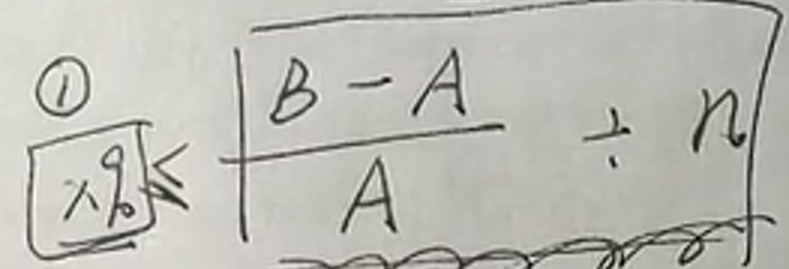 ①
x% ≤ | (B - A) / A ÷ n |